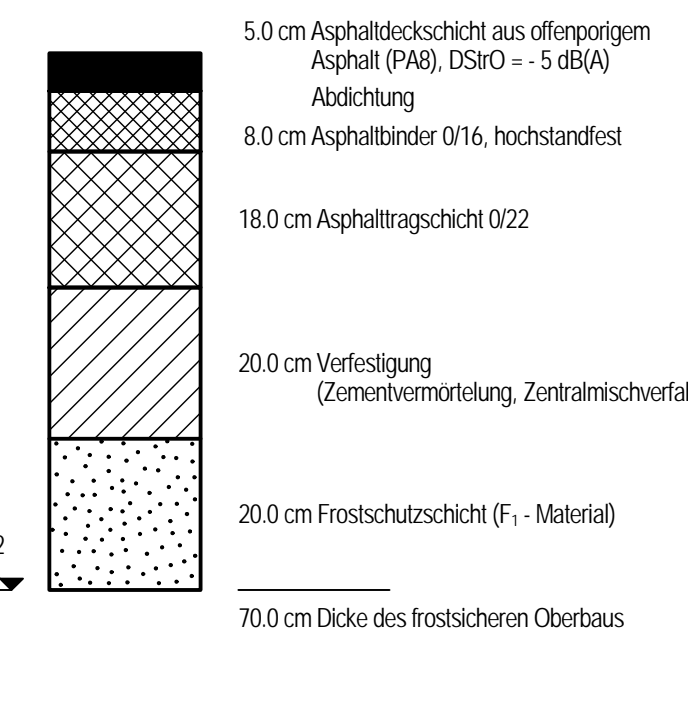 5.0 cm Asphaltdeckschicht aus offenporigem
Asphalt (PA8), DStrO = - 5 dB(A)
Abdichtung
8.0 cm Asphaltbinder 0/16, hochstandfest
18.0 cm Asphalttragschicht 0/22
20.0 cm Verfestigung
(Zementvermörtelung, Zentralmischverfal
20.0 cm Frostschutzschicht (F₁ - Material)
2
70.0 cm Dicke des frostsicheren Oberbaus